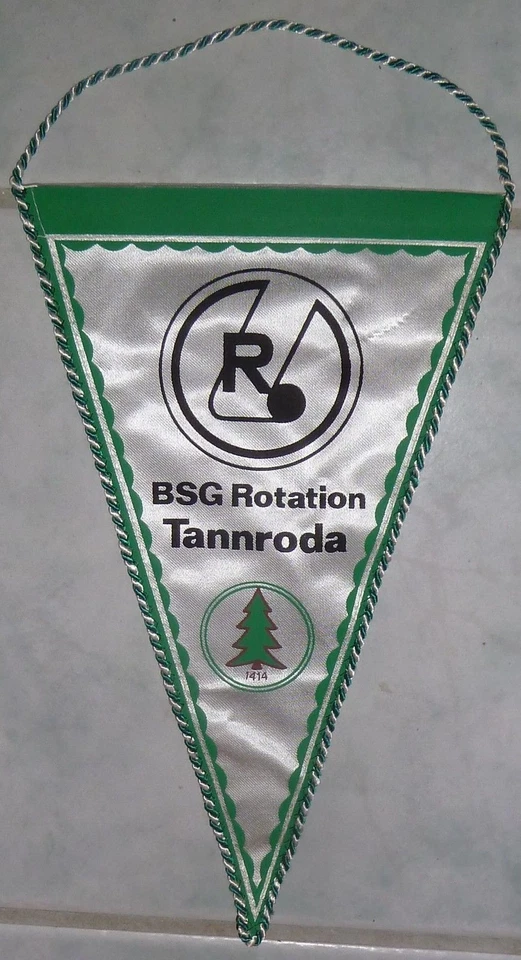 R
BSG Rotation
Tannroda
1414